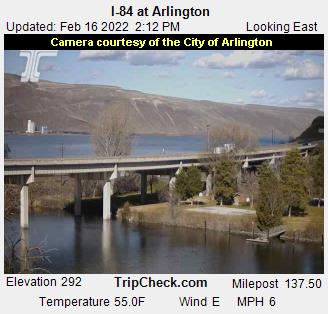 I-84 at Arlington
Updated: Feb 16 2022 2:12 PM Looking East
Camera courtesy of the City of Arlington
Elevation 292 TripCheck.com Milepost 137.50
Temperature 55.0F Wind E MPH 6